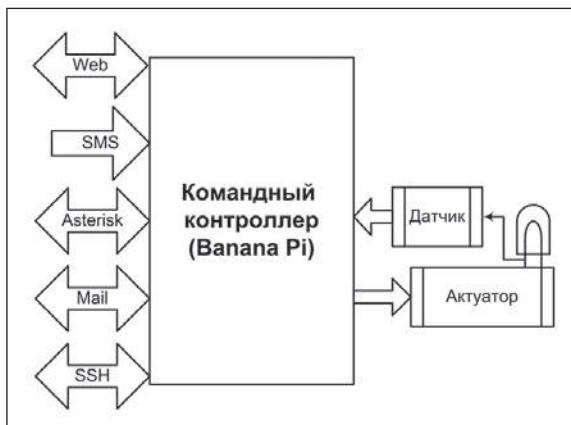 Web
SMS
Asterisk
Mail
SSH
Командный
контроллер
(Banana Pi)
Датчик
Актуатор